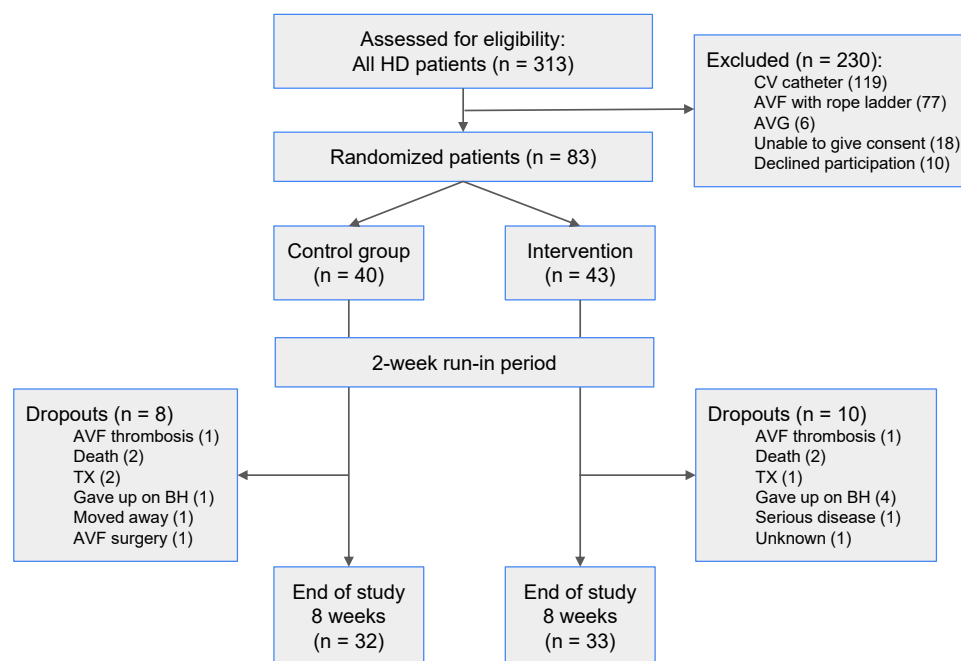 Assessed for eligibility:
All HD patients (n = 313)
Excluded (n = 230):
CV catheter (119)
AVF with rope ladder (77)
AVG (6)
Unable to give consent (18)
Declined participation (10)
Randomized patients (n = 83)
Control group
(n = 40)
Intervention
(n = 43)
2-week run-in period
Dropouts (n = 8)
AVF thrombosis (1)
Death (2)
TX (2)
Gave up on BH (1)
Moved away (1)
AVF surgery (1)
Dropouts (n = 10)
AVF thrombosis (1)
Death (2)
TX (1)
Gave up on BH (4)
Serious disease (1)
Unknown (1)
End of study
8 weeks
(n = 32)
End of study
8 weeks
(n = 33)